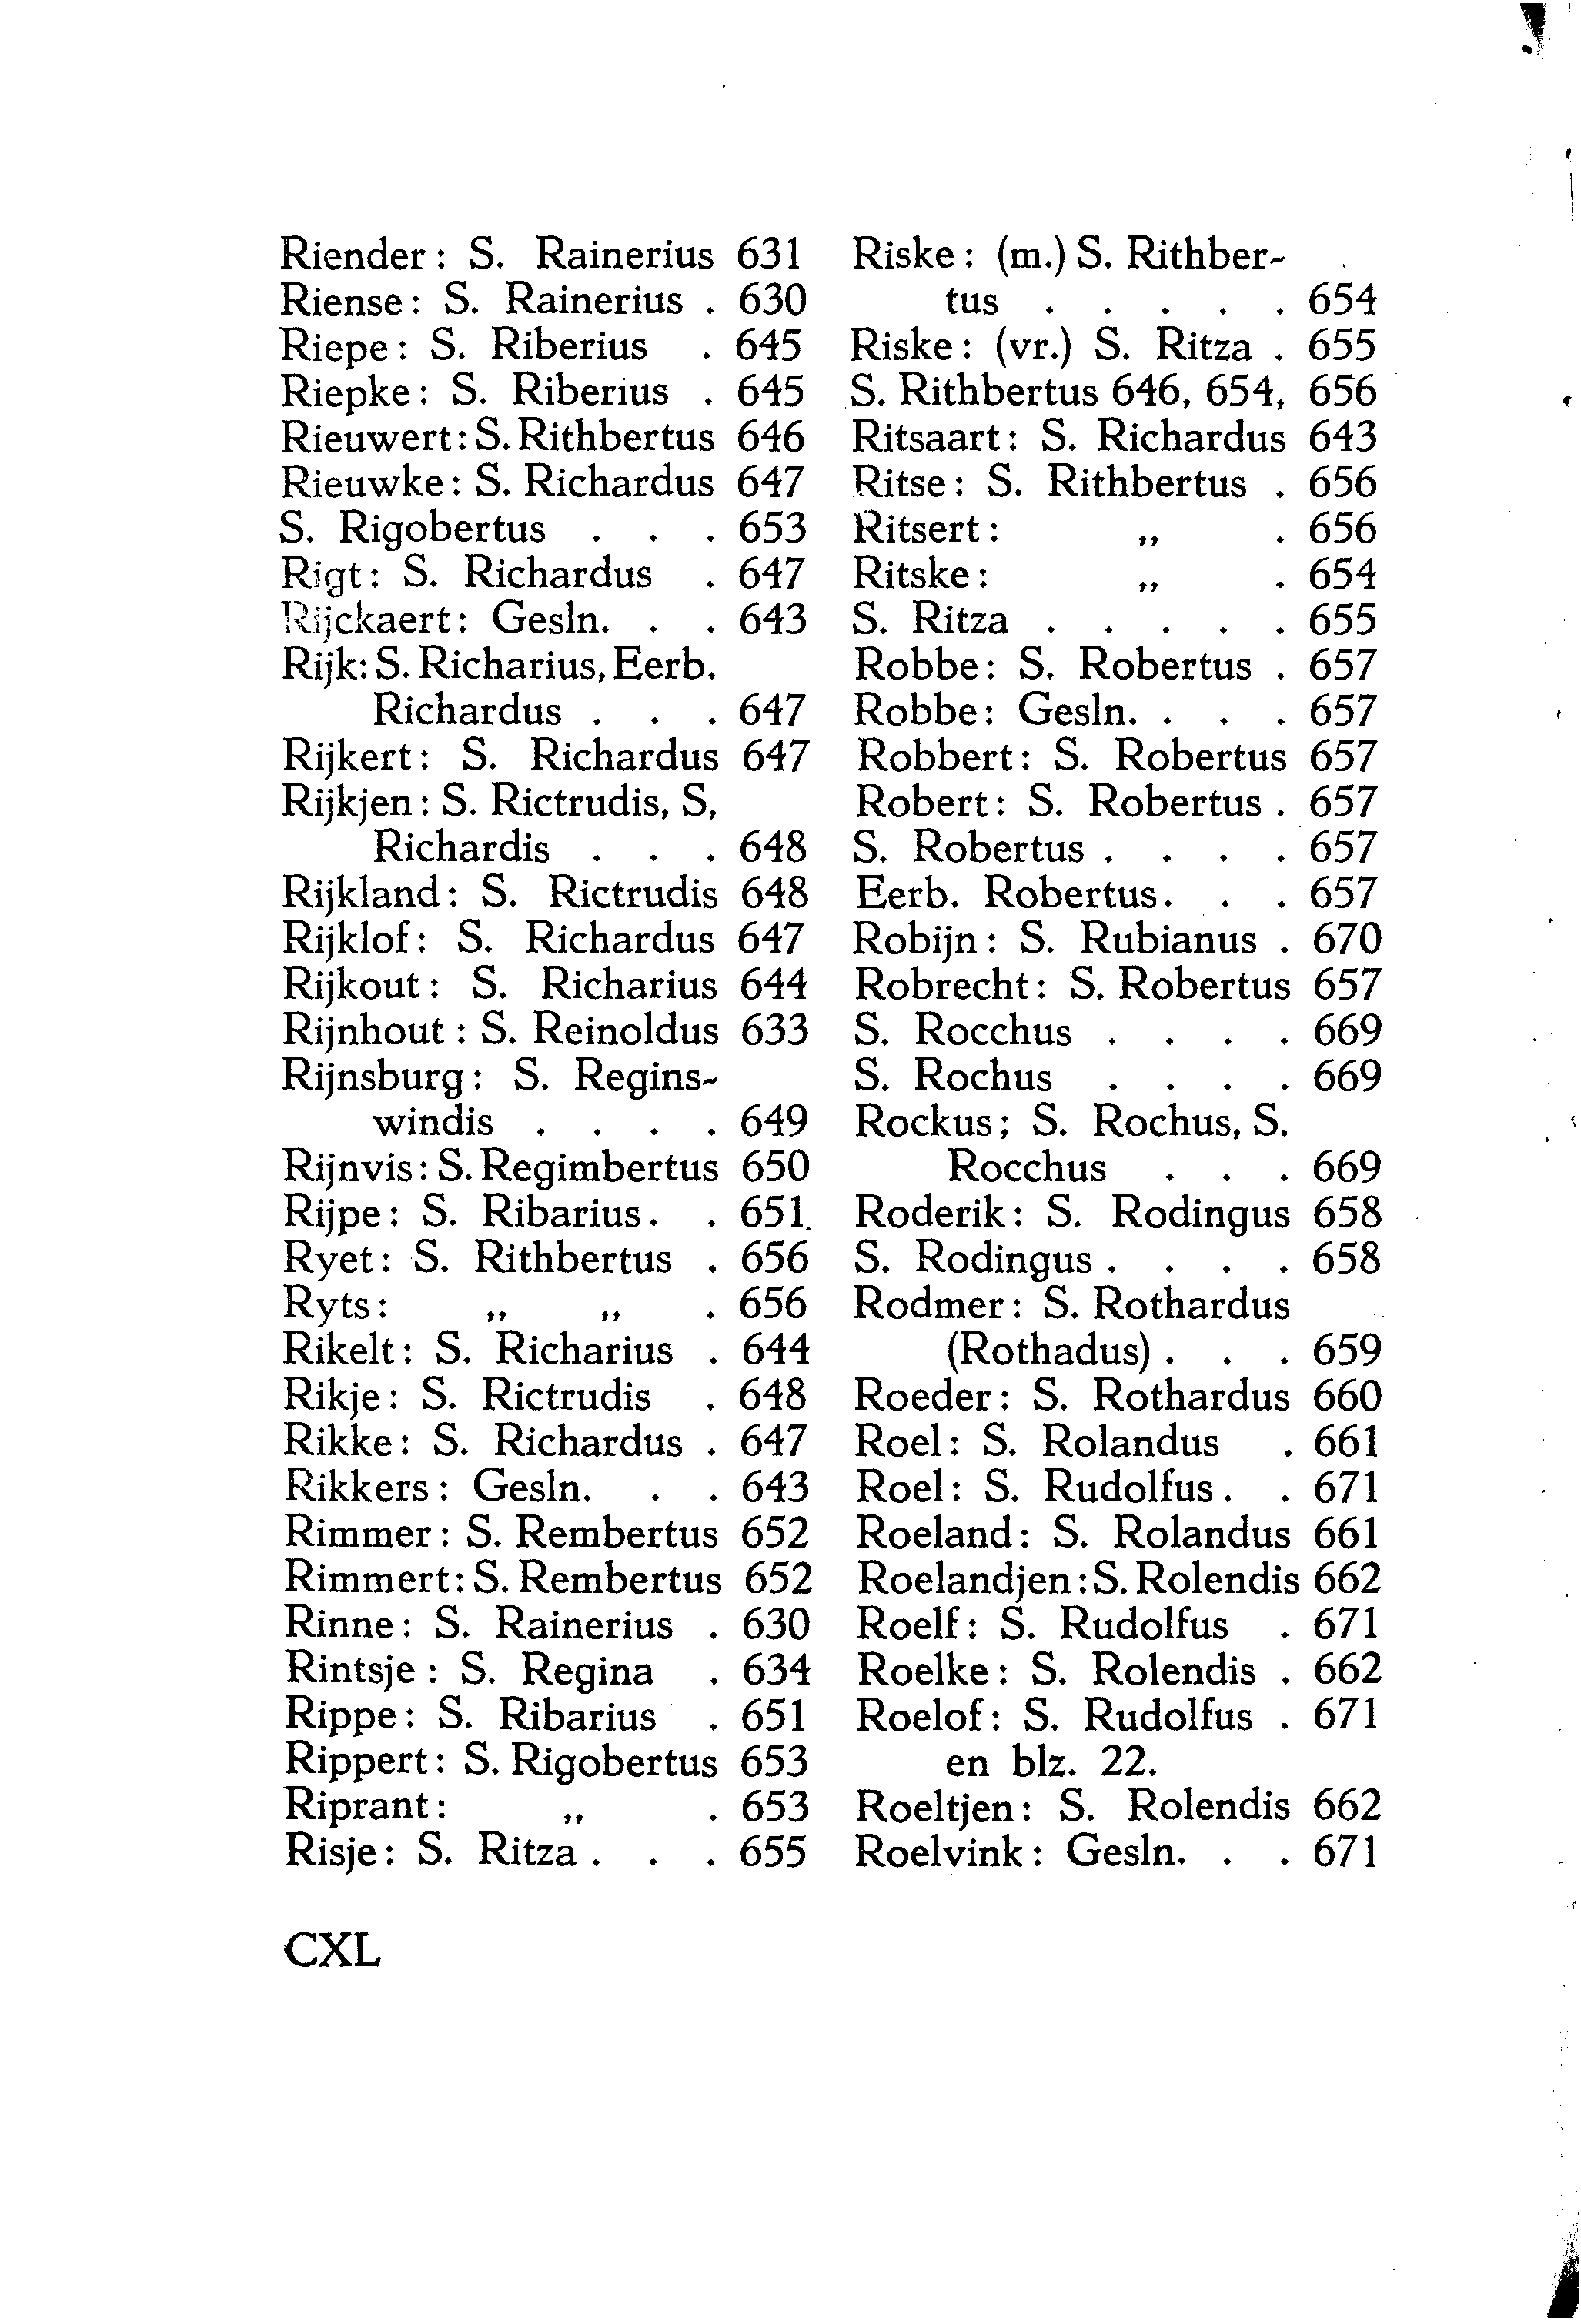 Riender: S. Rainerius 631
Riense: S. Rainerius . 630
Riepe: S. Riberius . 645
Riepke: S. Riberius . 645
Rieuwert: S. Rithbertus 646
Rieuwke: S. Richardus 647
S. Rigobertus . . . 653
Rigt: S. Richardus . 647
Rijckaert: Gesln. . . 643
Rijk: S. Richarius, Eerb.
Richardus . . . 647
Rijkert: S. Richardus 647
Rijkjen: S. Rictrudis, S,
Richardis . . . 648
Rijkland: S. Rictrudis 648
Rijklof: S. Richardus 647
Rijkout: S. Richarius 644
Rijnhout: S. Reinoldus 633
Rijnsburg: S. Regins-
windis . . . . 649
Rijnvis: S. Regimbertus 650
Rijpe: S. Ribarius. . 651.
Ryet: S. Rithbertus . 656
Ryts: „ „ . 656
Rikelt: S. Richarius . 644
Rikje: S. Rictrudis . 648
Rikke: S. Richardus . 647
Rikkers: Gesln. . . 643
Rimmer: S. Rembertus 652
Rimmert: S. Rembertus 652
Rinne: S. Rainerius . 630
Rintsje: S. Regina . 634
Rippe: S. Ribarius . 651
Rippert: S. Rigobertus 653
Riprant: „ . 653
Risje: S. Ritza . . . 655
Riske: (m.) S. Rithber-
tus . . . . . 654
Riske: (vr.) S. Ritza . 655
S. Rithbertus 646, 654, 656
Ritsaart: S. Richardus 643
Ritse: S. Rithbertus . 656
Ritsert: „ . 656
Ritske: „ . 654
S. Ritza . . . . . 655
Robbe: S. Robertus . 657
Robbe: Gesln. . . . 657
Robbert: S. Robertus 657
Robert: S. Robertus . 657
S. Robertus . . . . 657
Eerb. Robertus. . . 657
Robijn: S. Rubianus . 670
Robrecht: S. Robertus 657
S. Rocchus . . . . 669
S. Rochus . . . . 669
Rockus; S. Rochus, S.
Rocchus . . . 669
Roderik: S. Rodingus 658
S. Rodingus . . . . 658
Rodmer: S. Rothardus
(Rothadus) . . . 659
Roeder: S. Rothardus 660
Roel: S. Rolandus . 661
Roel: S. Rudolfus. . 671
Roeland: S. Rolandus 661
Roelandjen: S. Rolendis 662
Roelf: S. Rudolfus . 671
Roelke: S. Rolendis . 662
Roelof: S. Rudolfus . 671
en blz. 22.
Roeltjen: S. Rolendis 662
Roelvink: Gesln. . . 671
CXL